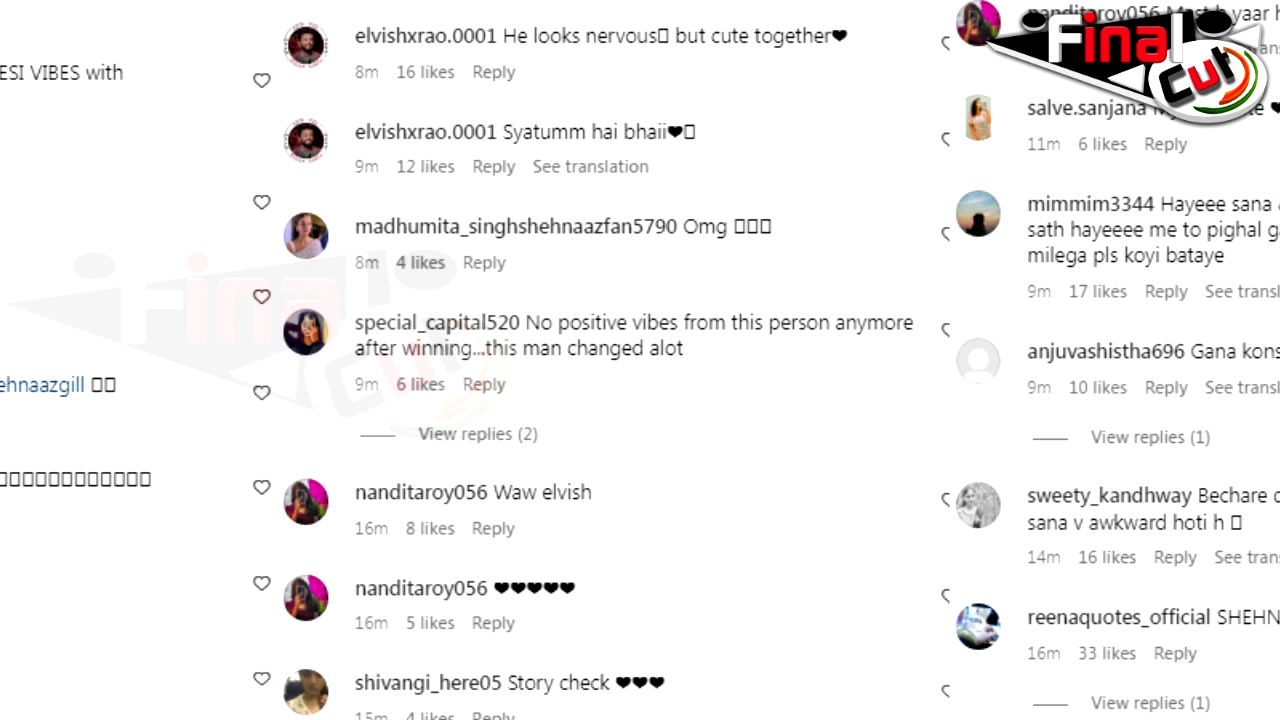 ESI VIBES with
ehnaazgill
elvishxrao.0001 He looks nervous but cute together❤
8m 16 likes Reply
elvishxrao.0001 Syatumm hai bhaii❤
9m 12 likes Reply See translation
madhumita_singhshehnaazfan5790 Omg
8m 4 likes Reply
special_capital520 No positive vibes from this person anymore
after winning...this man changed alot
9m 6 likes Reply
View replies (2)
nanditaroy056 Waw elvish
16m 8 likes Reply
nanditaroy056 ❤❤❤❤❤
16m 5 likes Reply
shivangi_here05 Story check ❤❤❤
15m 4 likes Reply
nanditaroy056 yaar h
salve.sanjana
11m 6 likes Reply
mimmim3344 Hayeee sana
sath hayeeee me to pighal ga
milega pls koyi bataye
9m 17 likes Reply See transl
anjuvashistha696 Gana kons
9m 10 likes Reply See transl
View replies (1)
sweety_kandhway Bechare
sana v awkward hoti h
14m 16 likes Reply See tran
reenaquotes_official SHEHN
16m 33 likes Reply
View replies (1)
Final
Cut
Final
Cut